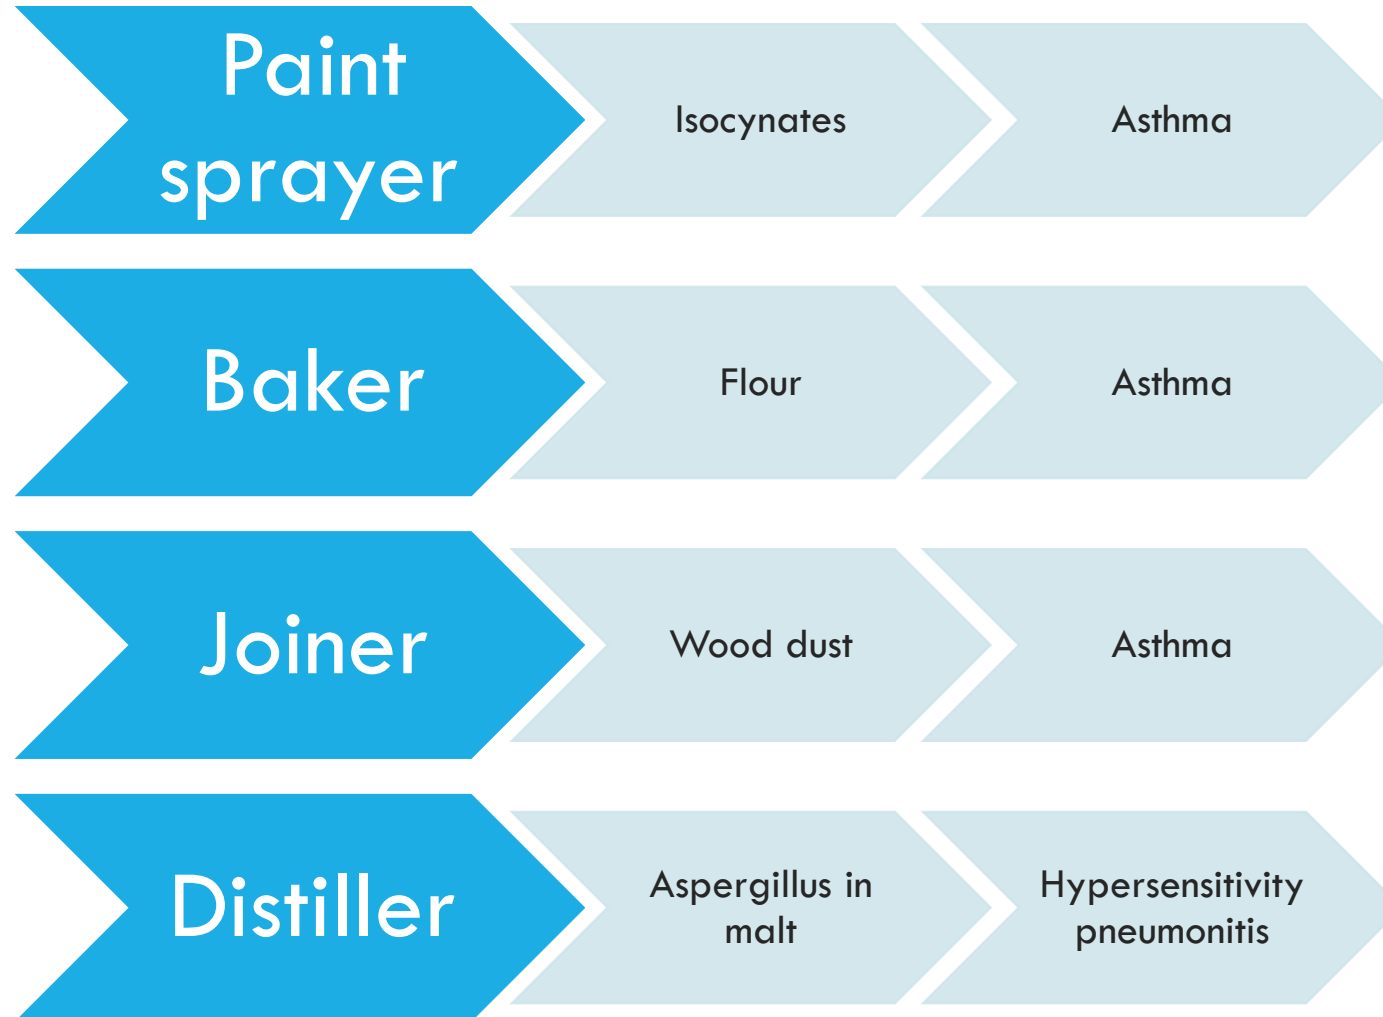 Paint
sprayer
Isocynates
Asthma
Baker
Flour
Asthma
Joiner
Wood dust
Asthma
Distiller
Aspergillus in
malt
Hypersensitivity
pneumonitis